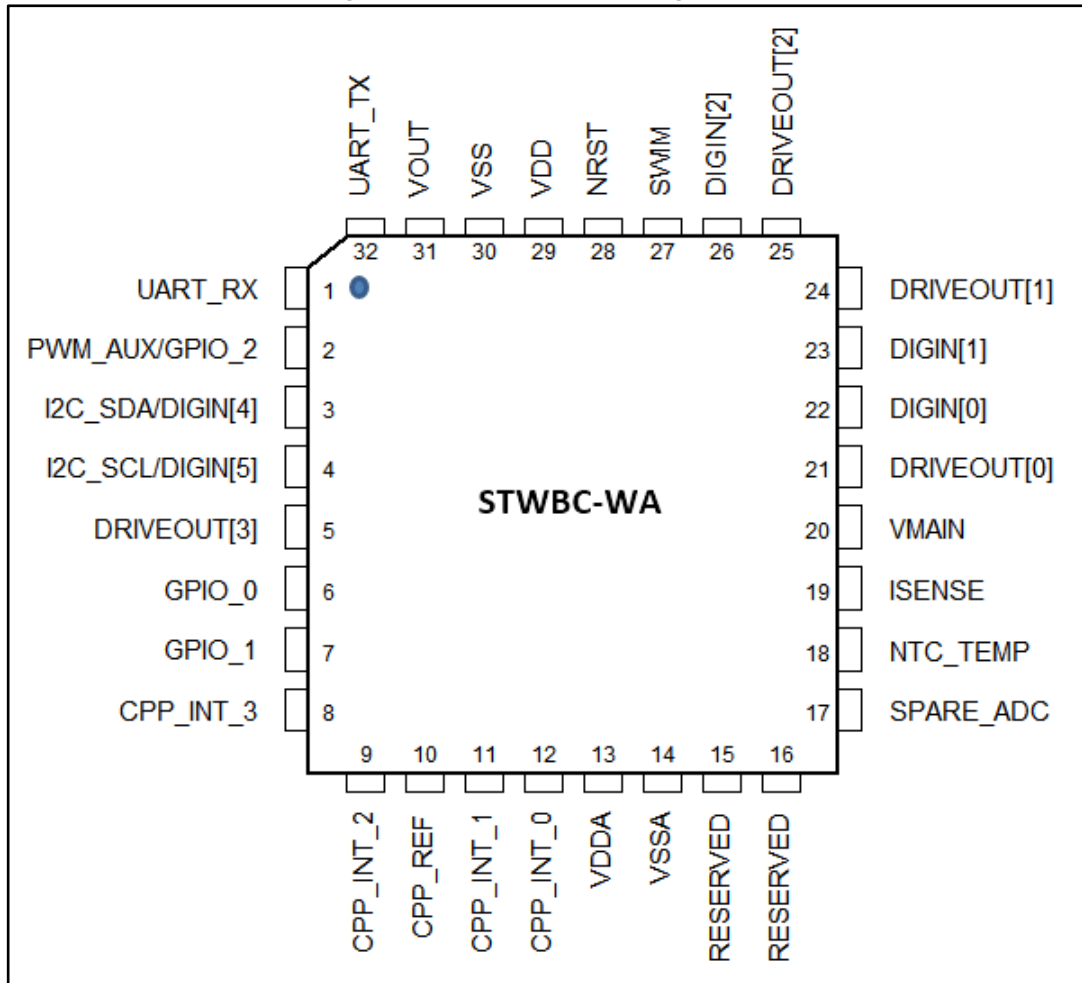 UART_TX
VOUT
VSS
VDD
NRST
SWIM
DIGIN[2]
DRIVEOUT[2]
32 31 30 29 28 27 26 25
UART_RX 1 24 DRIVEOUT[1]
PWM_AUX/GPIO_2 2 23 DIGIN[1]
I2C_SDA/DIGIN[4] 3 22 DIGIN[0]
I2C_SCL/DIGIN[5] 4 21 DRIVEOUT[0]
STWBC-WA
DRIVEOUT[3] 5 20 VMAIN
GPIO_0 6 19 ISENSE
GPIO_1 7 18 NTC_TEMP
CPP_INT_3 8 17 SPARE_ADC
9 10 11 12 13 14 15 16
CPP_INT_2
CPP_REF
CPP_INT_1
CPP_INT_0
VDDA
VSSA
RESERVED
RESERVED